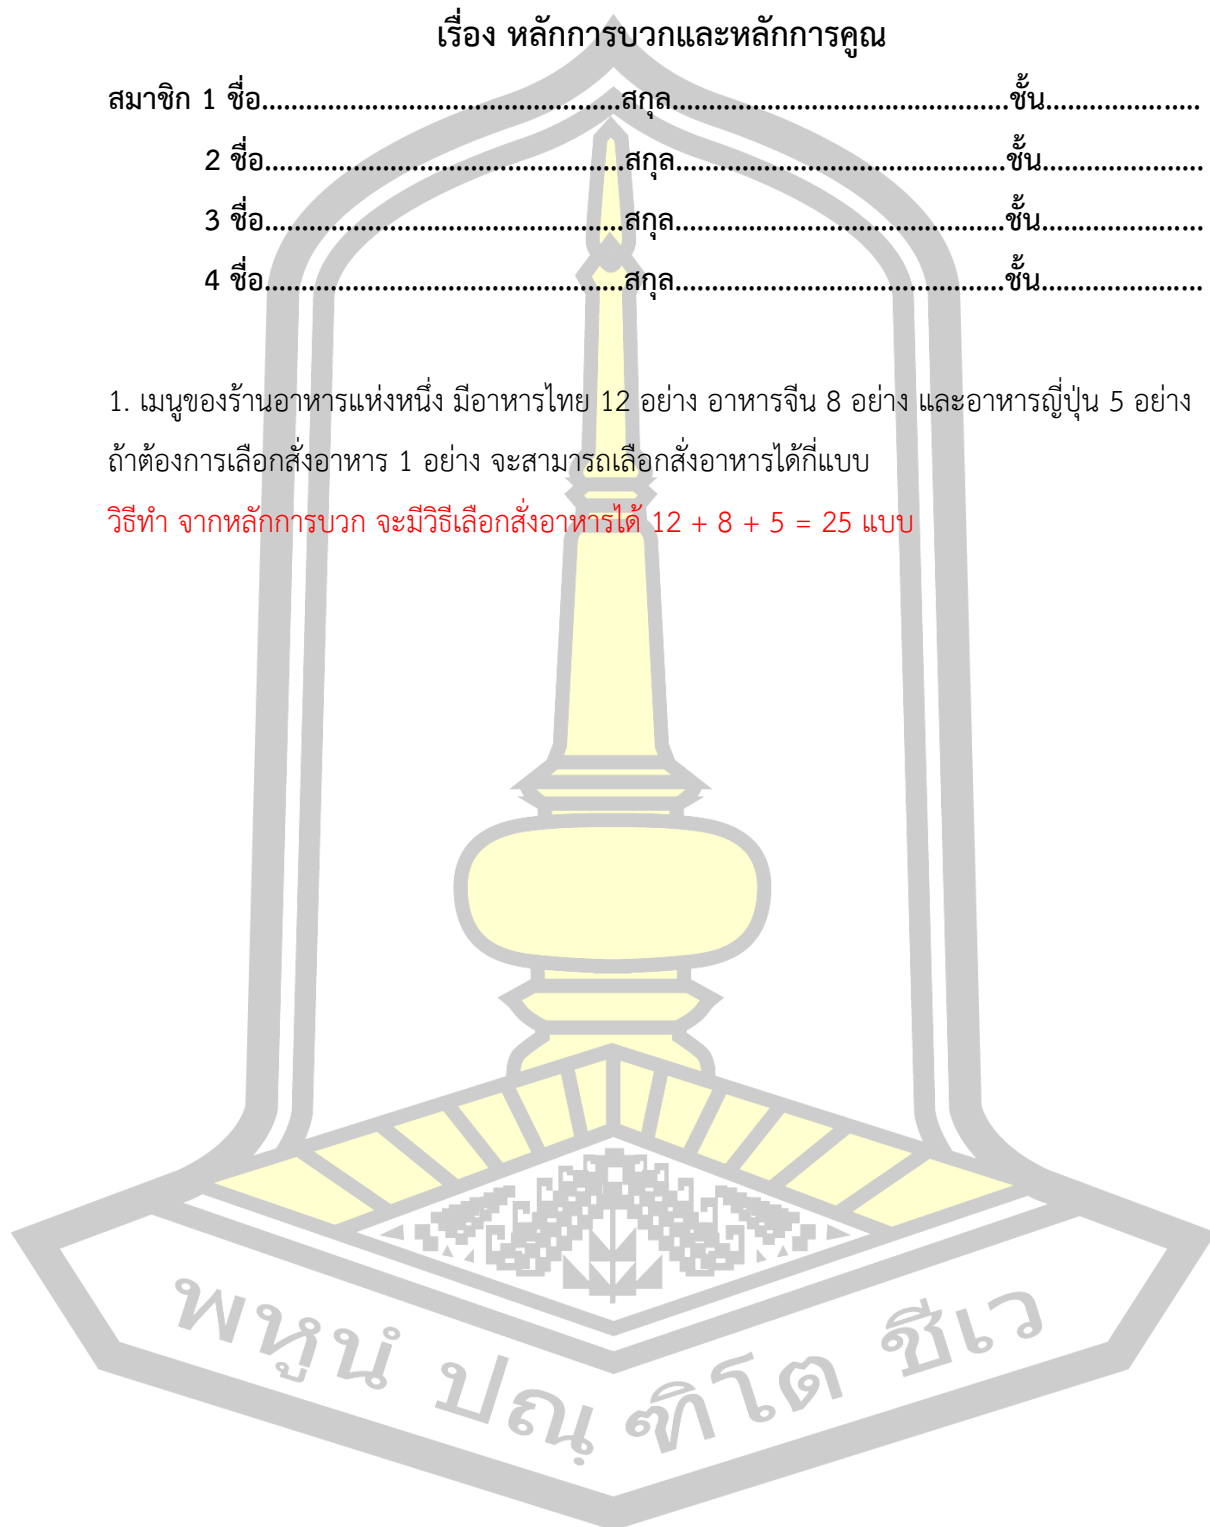 เรื่อง หลักการบวกและหลักการคูณ
สมาชิก 1 ชื่อ.................................................สกุล..............................................ชั้น.....................
2 ชื่อ.................................................สกุล.............................................ชั้น......................
3 ชื่อ.................................................สกุล.............................................ชั้น......................
4 ชื่อ.................................................สกุล.............................................ชั้น......................
1. เมนูของร้านอาหารแห่งหนึ่ง มีอาหารไทย 12 อย่าง อาหารจีน 8 อย่าง และอาหารญี่ปุ่น 5 อย่าง
ถ้าต้องการเลือกสั่งอาหาร 1 อย่าง จะสามารถเลือกสั่งอาหารได้กี่แบบ
วิธีทำ จากหลักการบวก จะมีวิธีเลือกสั่งอาหารได้ 12 + 8 + 5 = 25 แบบ
พหูนํ ปณฺ ฑิโต ชีเว